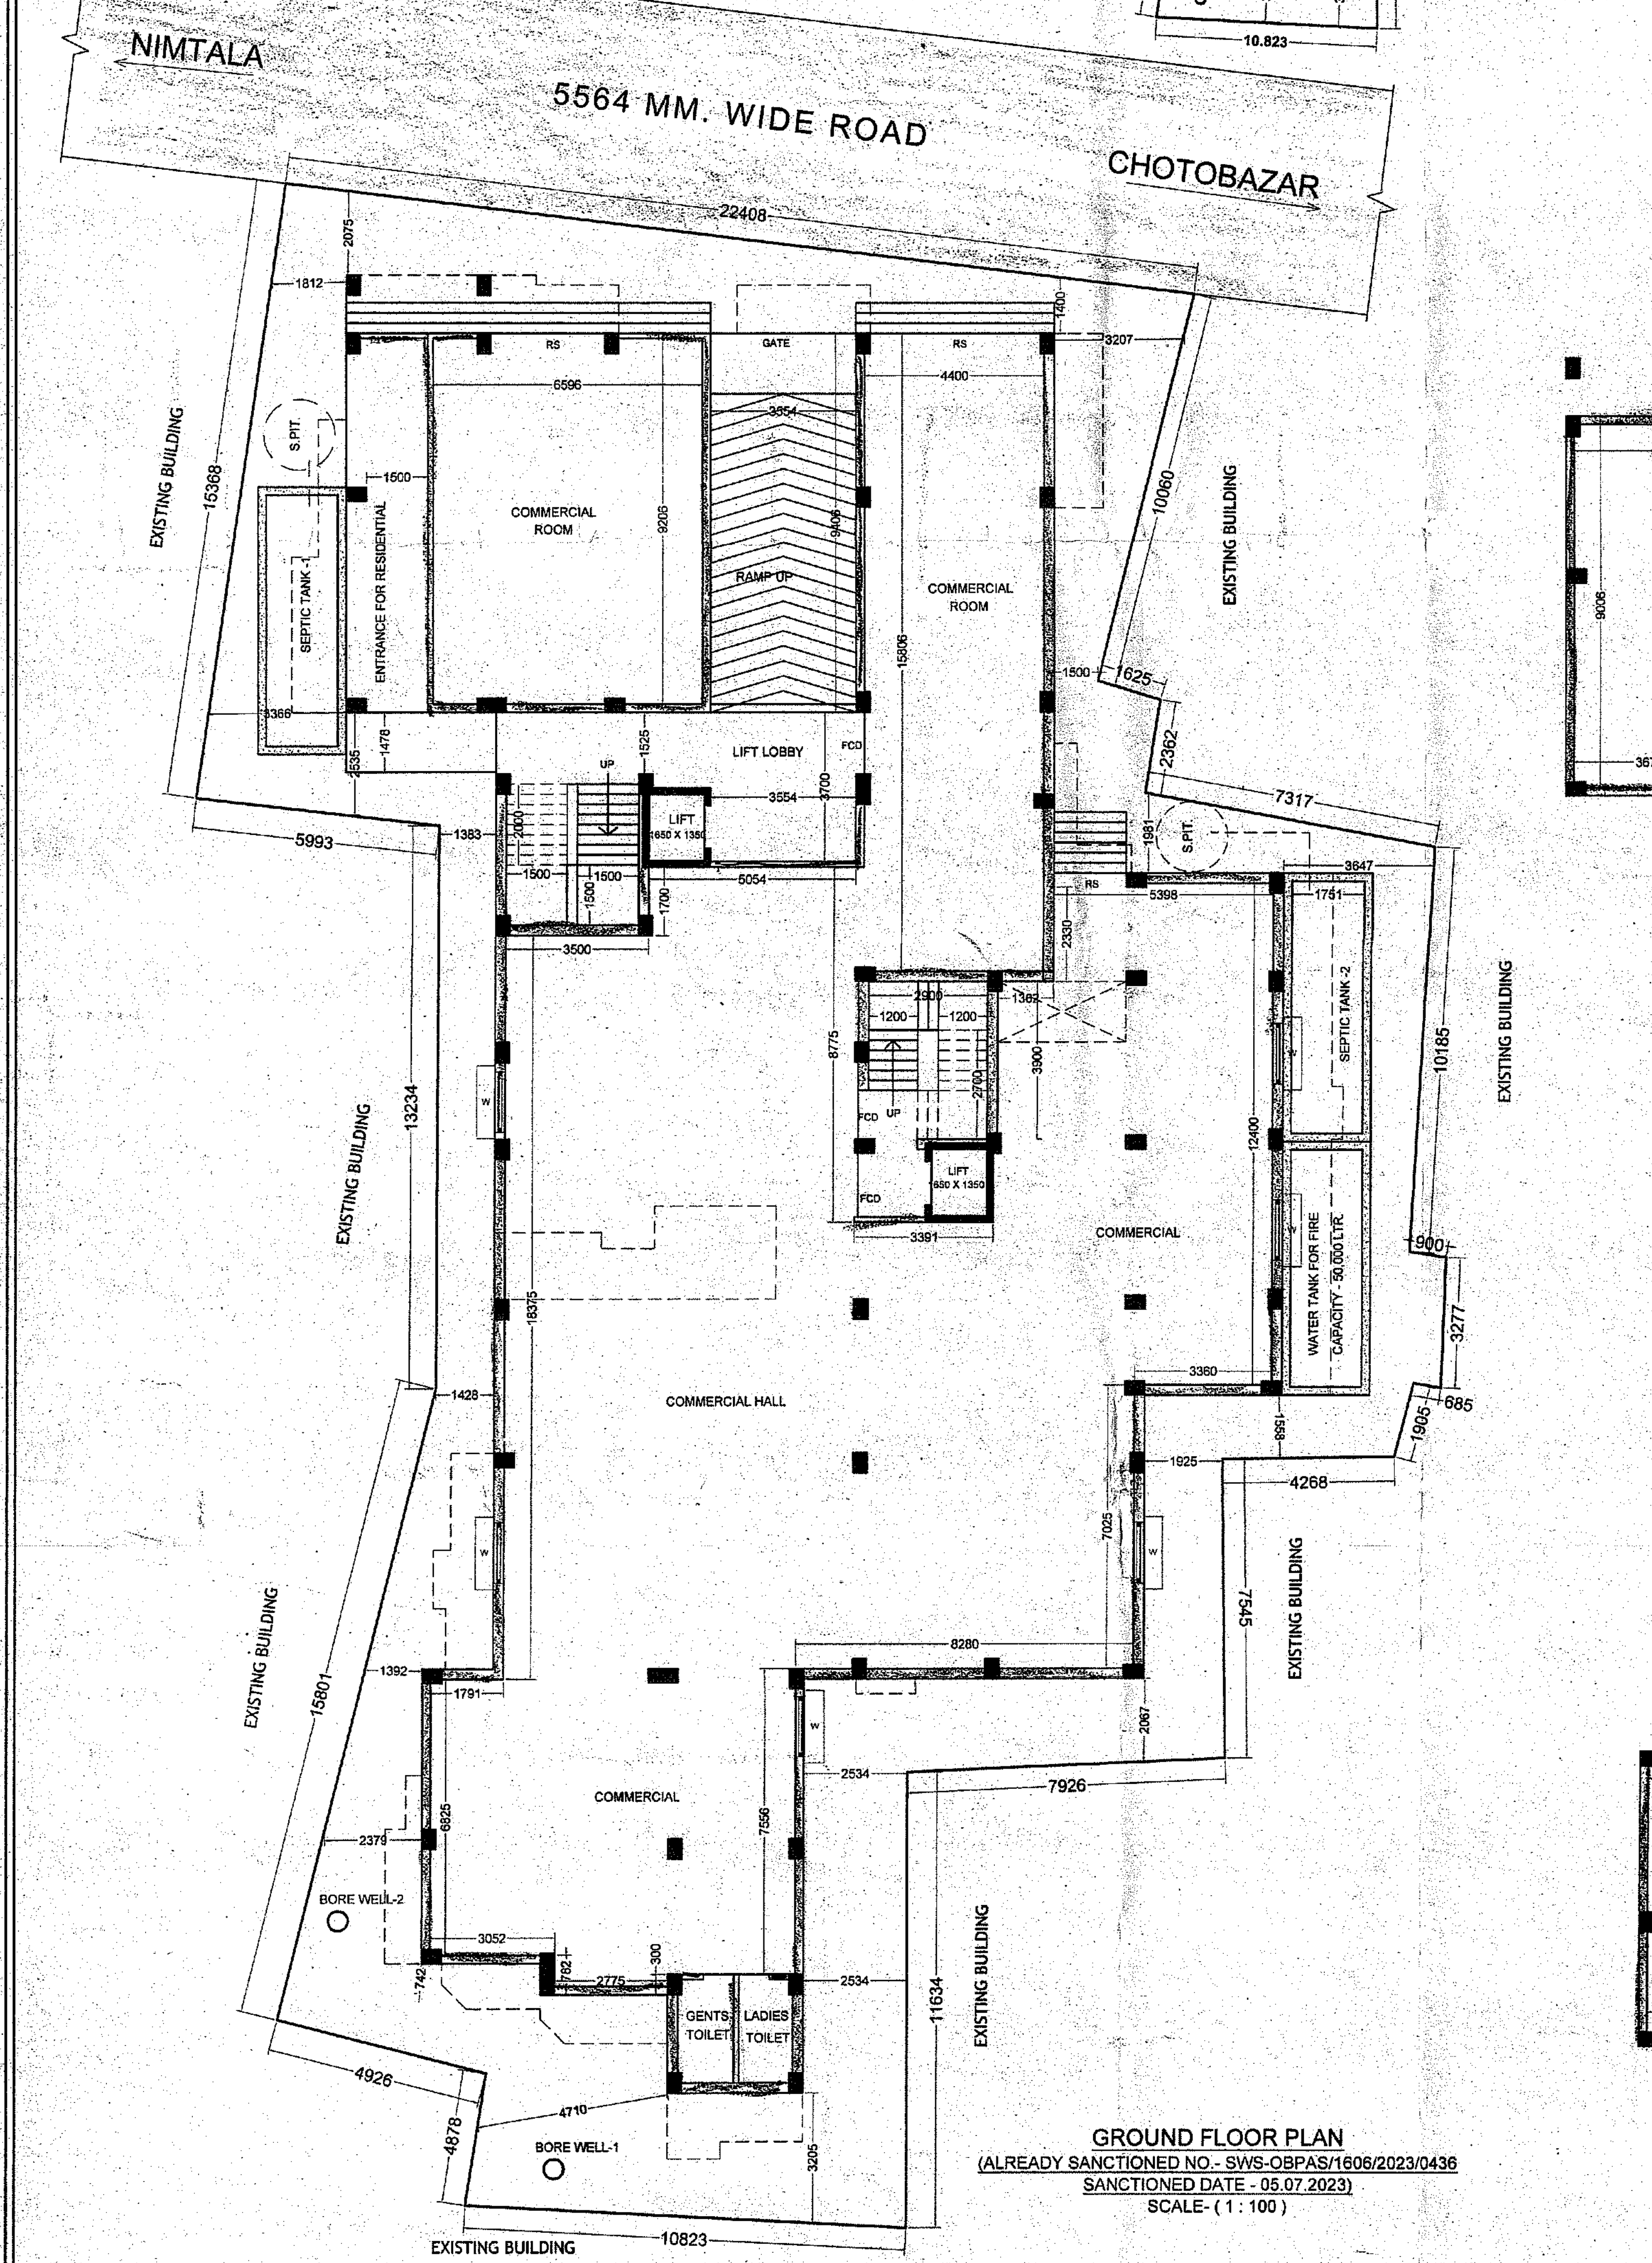 10.823
NIMTALA
5564 MM. WIDE ROAD
CHOTOBAZAR
22408
2075
1812
1400
3207
RS
GATE
RS
6596
3554
4400
EXISTING BUILDING
15368
S.PIT.
1500
ENTRANCE FOR RESIDENTIAL
COMMERCIAL
ROOM
9206
9406
RAMP UP
COMMERCIAL
ROOM
15806
10060
EXISTING BUILDING
9006
SEPTIC TANK -1
1500
1625
3366
2535
1478
1525
LIFT LOBBY
FCD
UP
2362
3700
3554
LIFT
1650 X 1350
7317
5993
1383
2000
1500
1500
1500
1700
5054
1981
S.PIT.
3647
RS
5398
1751
2330
3500
2900
1362
1200
1200
8775
3900
2700
FCD
UP
SEPTIC TANK -2
10185
EXISTING BUILDING
W
W
13234
EXISTING BUILDING
12400
LIFT
1650 X 1350
FCD
3391
COMMERCIAL
W
WATER TANK FOR FIRE
CAPACITY - 50,000 LTR.
900
3277
18375
3360
1428
COMMERCIAL HALL
685
1905
1558
1925
4268
7025
W
W
7545
EXISTING BUILDING
EXISTING BUILDING
15801
8280
1392
1791
W
2067
2534
7926
COMMERCIAL
6825
7556
2379
BORE WELL-2
3052
782
300
742
2775
2534
11634
EXISTING BUILDING
GENTS
TOILET
LADIES
TOILET
4926
4878
4710
3205
BORE WELL-1
10823
EXISTING BUILDING
GROUND FLOOR PLAN
(ALREADY SANCTIONED NO.- SWS-OBPAS/1606/2023/0436
SANCTIONED DATE - 05.07.2023)
SCALE- ( 1 : 100 )